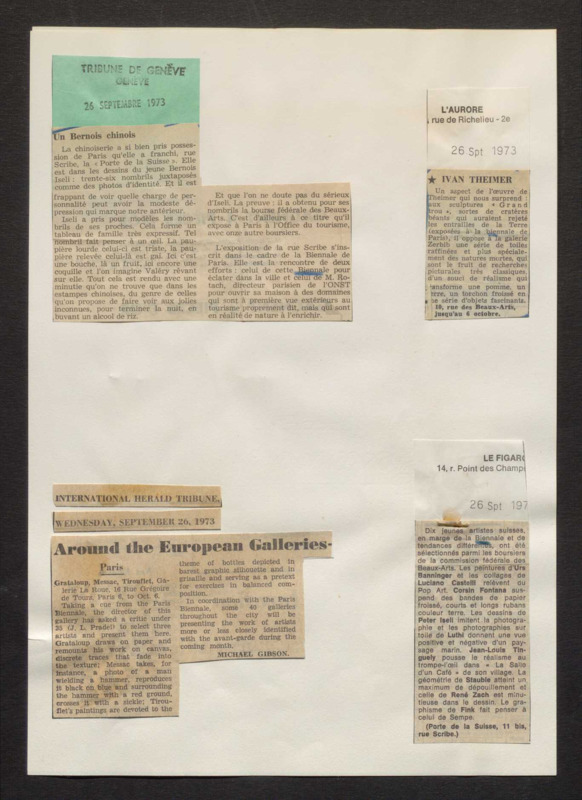 TRIBUNE DE GENÈVE
GENÈVE
26 SEPTEMBRE 1973
Un Bernois chinois
La chinoiserie a si bien pris posses-
sion de Paris qu'elle a franchi, rue
Scribe, la « Porte de la Suisse ». Elle
est dans les dessins du jeune Bernois
Iseli : trente-six nombrils juxtaposés
comme des photos d'identité. Et il est
frappant de voir quelle charge de per-
sonnalité peut avoir la modeste dé-
pression qui marque notre antérieur.
Iseli a pris pour modèles les nom-
brils de ses proches. Cela forme un
tableau de famille très expressif. Tel
nombril fait penser à un œil. La pau-
pière lourde celui-ci est triste, la pau-
pière relevée celui-là est gai. Ici c'est
une bouche, là un fruit, ici encore une
coquille et l'on imagine Valéry rêvant
sur elle. Tout cela est rendu avec une
minutie qu'on ne trouve que dans les
estampes chinoises, du genre de celles
qu'on propose de faire voir aux jolies
inconnues, pour terminer la nuit, en
buvant un alcool de riz.
Et que l'on ne doute pas du sérieux
d'Iseli. La preuve : il a obtenu pour ses
nombrils la bourse fédérale des Beaux-
Arts. C'est d'ailleurs à ce titre qu'il
expose à Paris à l'Office du tourisme,
avec onze autre boursiers.
L'exposition de la rue Scribe s'ins-
crit dans le cadre de la Biennale de
Paris. Elle est la rencontre de deux
efforts : celui de cette Biennale pour
éclater dans la ville et celui de M. Ro-
tach, directeur parisien de l'ONST
pour ouvrir sa maison à des domaines
qui sont à première vue extérieurs au
tourisme proprement dit, mais qui sont
en réalité de nature à l'enrichir.
L'AURORE
rue de Richelieu - 2e
26 Spt 1973
★ IVAN THEIMER
Un aspect de l'œuvre de
Theimer qui nous surprend :
aux sculptures « Grand
trou », sortes de cratères
béants qui auraient rejeté
les entrailles de la Terre
(exposées à la biennale de
Paris), il oppose à la galerie
Zerbib une série de toiles
raffinées et plus spéciale-
ment des natures mortes, qui
sont le fruit de recherches
picturales très classiques,
d'un souci de réalisme qui
transforme une pomme, un
verre, un torchon froissé en
une série d'objets fascinants.
10, rue des Beaux-Arts,
jusqu'au 6 octobre.
INTERNATIONAL HERALD TRIBUNE,
WEDNESDAY, SEPTEMBER 26, 1973
Around the European Galleries-
Paris
Grataloup, Messac, Tirouflet, Ga-
lerie La Roue, 16 Rue Grégoire
de Tours, Paris 6, to Oct. 6.
Taking a cue from the Paris
Biennale, the director of this
gallery has asked a critic under
35 (J. L. Pradel) to select three
artists and present them here.
Grataloup draws on paper and
remounts his work on canvas,
discrete traces that fade into
the texture; Messac takes, for
instance, a photo of a man
wielding a hammer, reproduces
it black on blue and surrounding
the hammer with a red ground,
crosses it with a sickle; Tirou-
flet's paintings are devoted to the
theme of bottles depicted in
barest graphic silhouette and in
grisaille and serving as a pretext
for exercises in balanced com-
position.
In coordination with the Paris
Biennale, some 40 galleries
throughout the city will be
presenting the work of artists
more or less closely identified
with the avant-garde during the
coming month.
MICHAEL GIBSON.
LE FIGARO
14, r. Point des Champs
26 Spt 197
Dix jeunes artistes suisses,
en marge de la Biennale et de
tendances différentes, ont été
sélectionnés parmi les boursiers
de la commission fédérale des
Beaux-Arts. Les peintures d'Urs
Banninger et les collages de
Luciano Castelli relèvent du
Pop Art. Corsin Fontana sus-
pend des bandes de papier
froissé, courts et longs rubans
couleur terre. Les dessins de
Peter Iseli imitent la photogra-
phie et les photographies sur
toile de Luthi donnent une vue
positive et négative d'un pay-
sage marin. Jean-Louis Tin-
guely pousse le réalisme au
trompe-l'œil dans « La Salle
d'un Café » de son village. La
géométrie de Stauble atteint un
maximum de dépouillement et
celle de René Zach est minu-
tieuse dans le dessin. Le gra-
phisme de Fink fait penser à
celui de Sempé.
(Porte de la Suisse, 11 bis,
rue Scribe.)